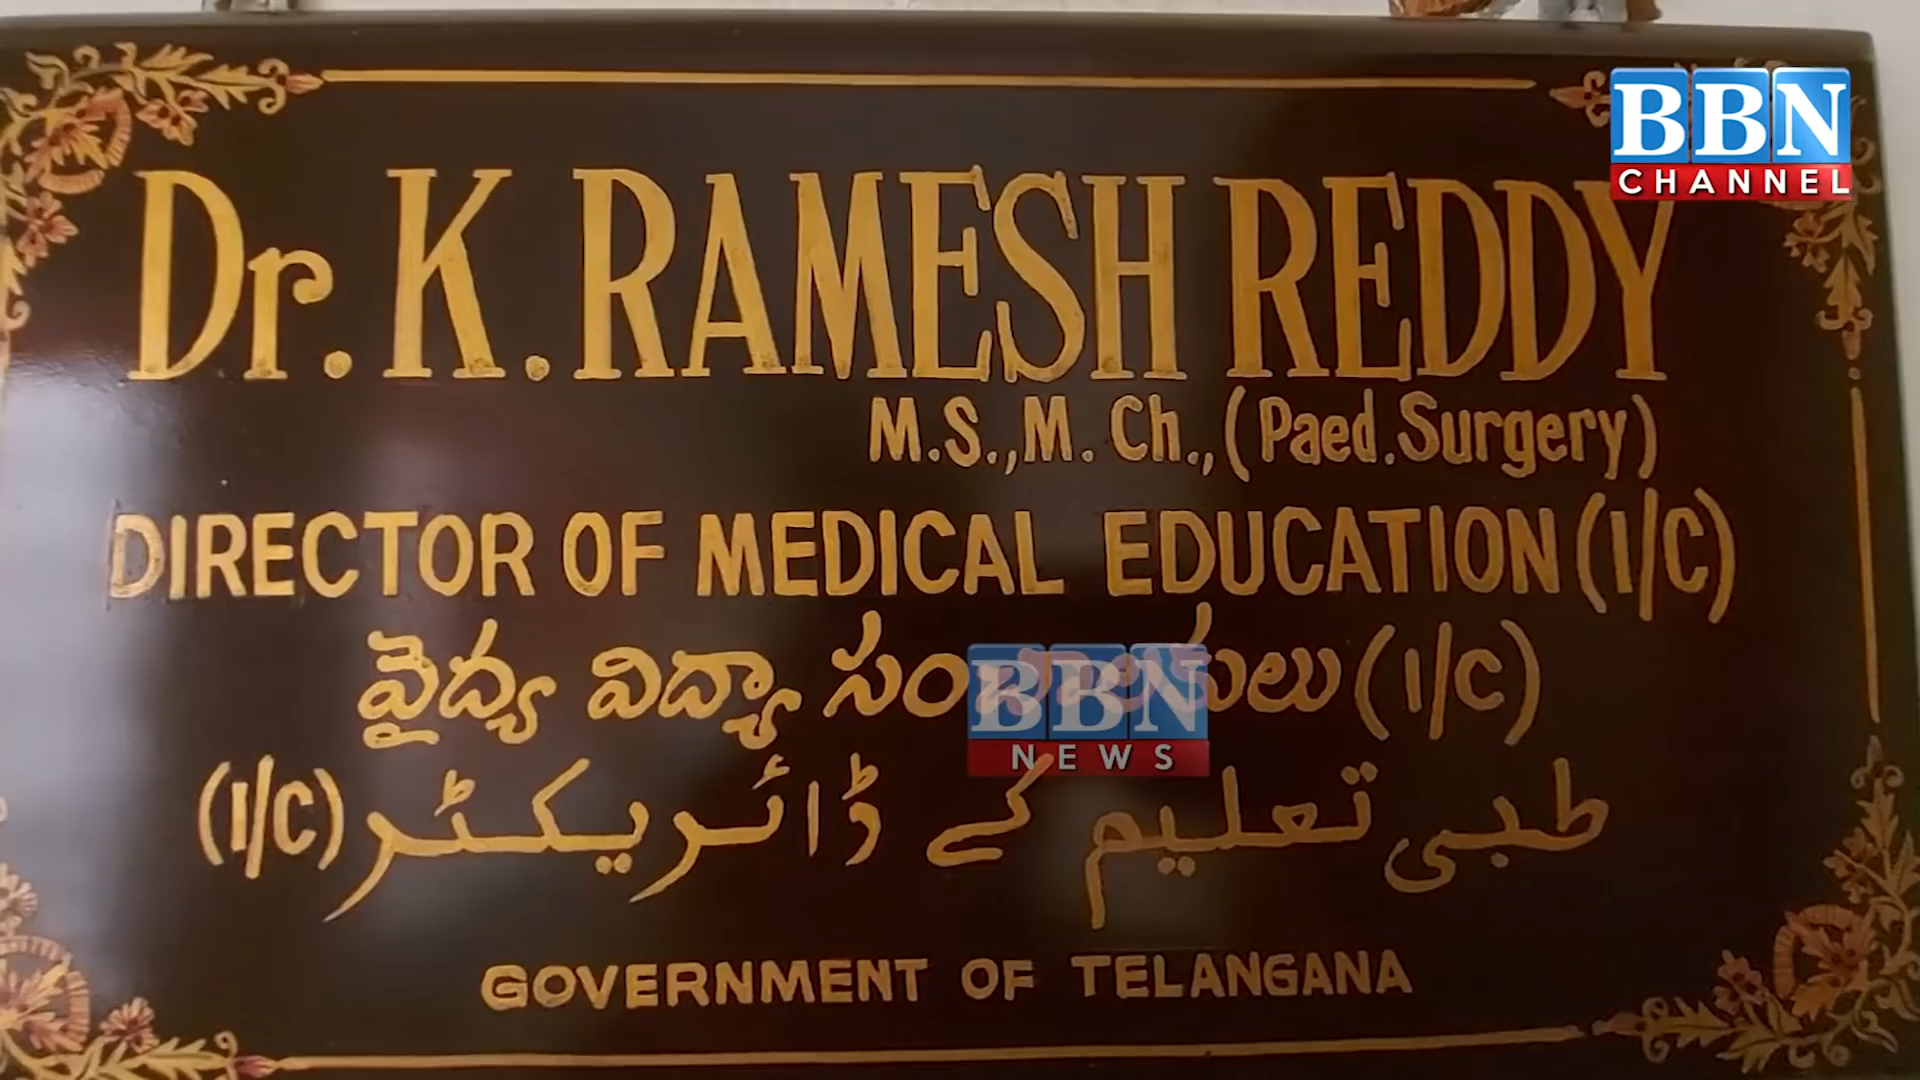 BBN
CHANNEL
Dr. K. RAMESH REDDY
M.S., M. Ch., (Paed. Surgery)
DIRECTOR OF MEDICAL EDUCATION (I/C)
వైద్య విద్యా (I/C)
BBN
NEWS
طبی تعلیم کے ڈائریکٹر (I/C)
GOVERNMENT OF TELANGANA